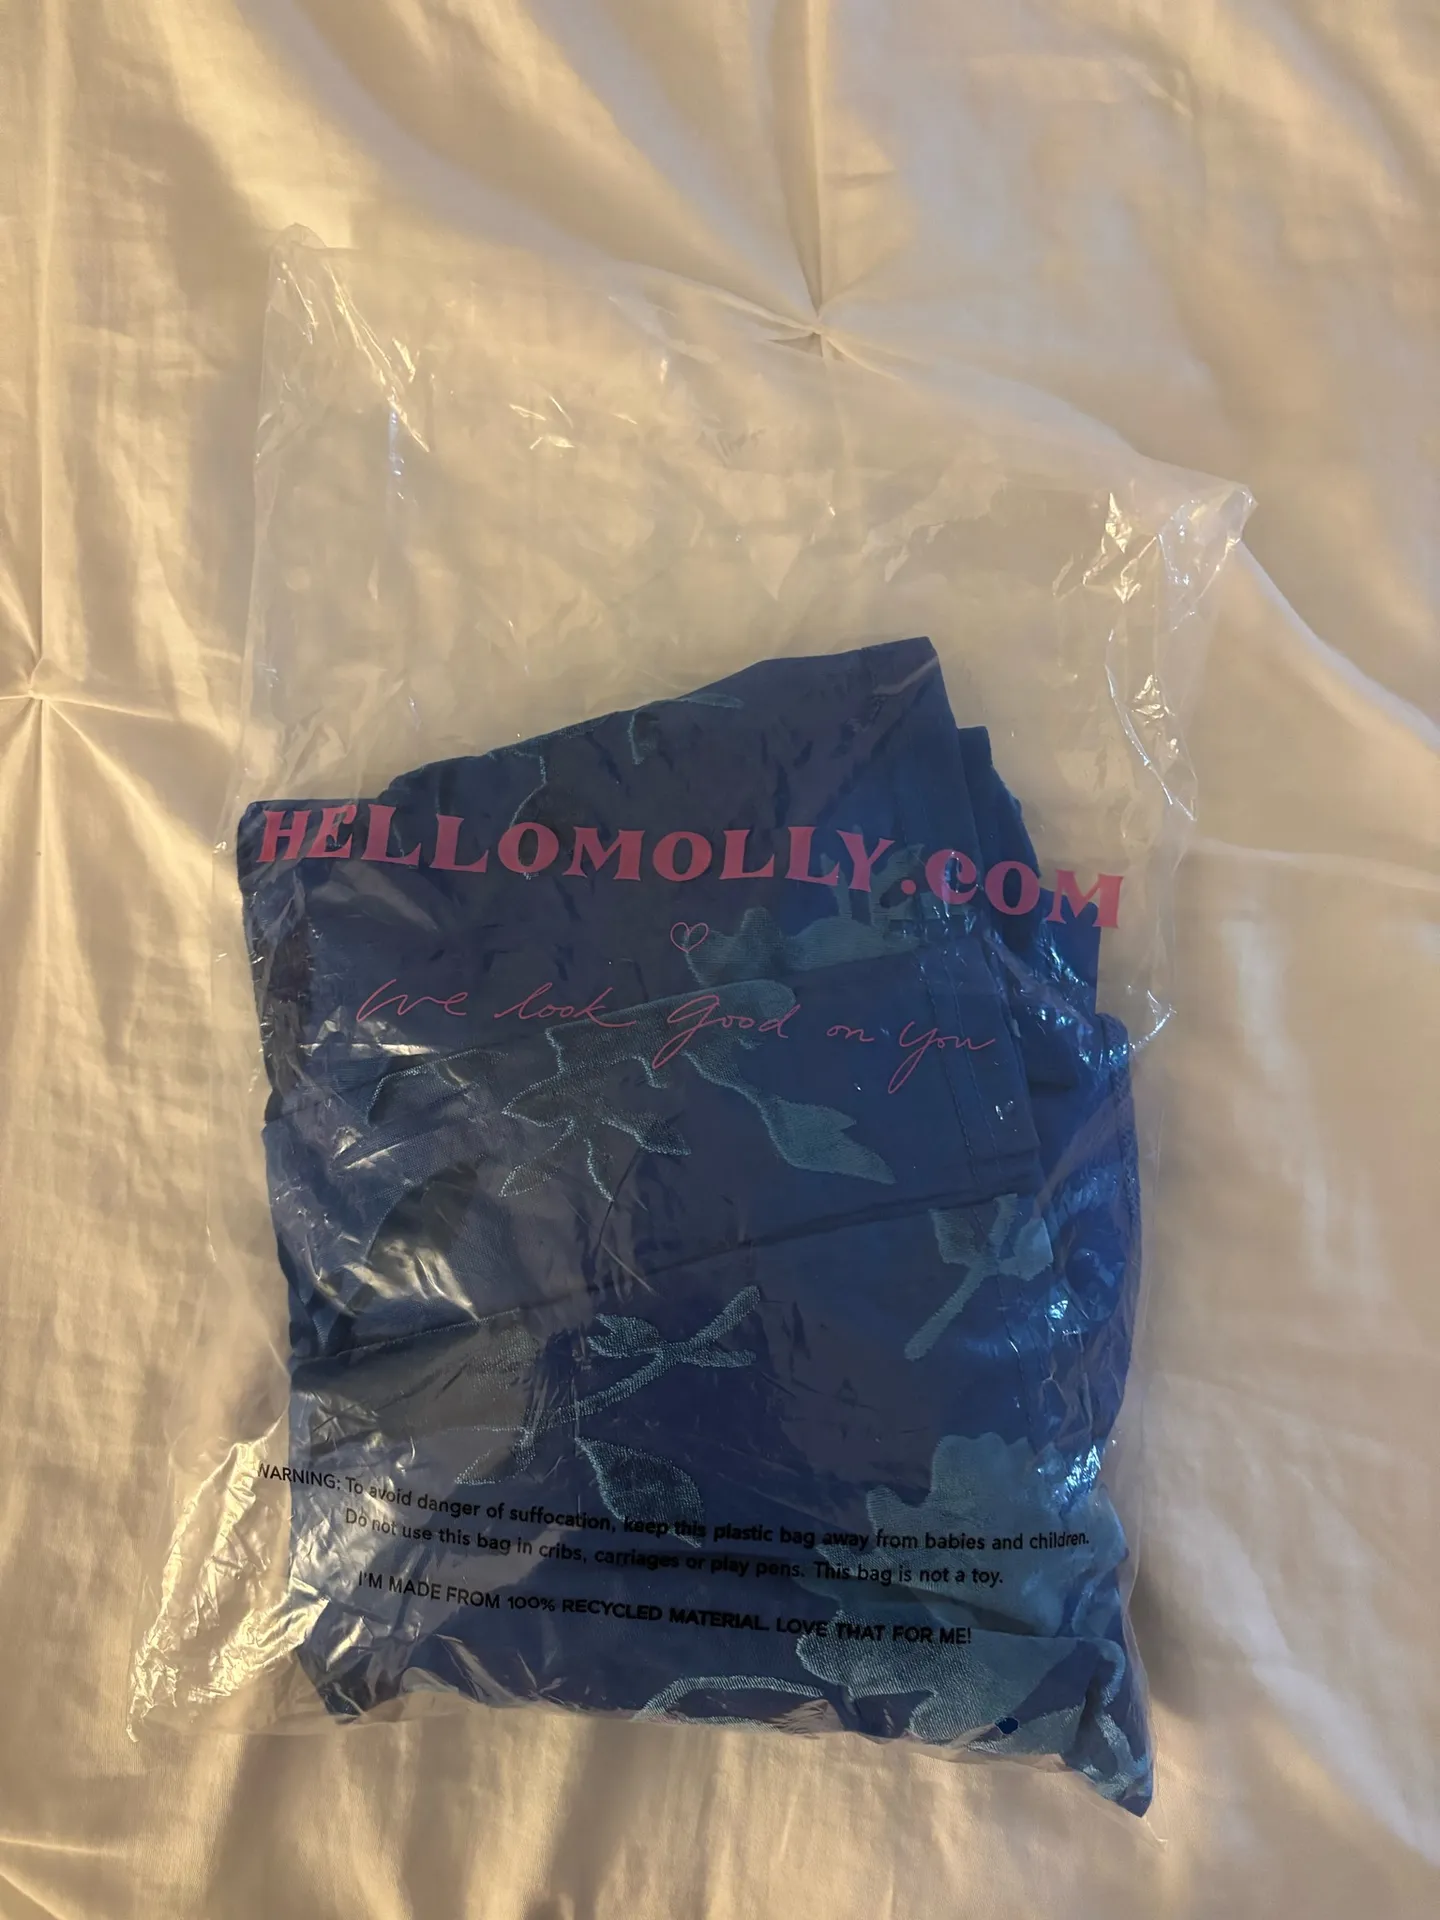 HELLOMOLLY.COM
we look good on you
WARNING: To avoid danger of suffocation, keep this plastic bag away from babies and children.
Do not use this bag in cribs, carriages or play pens. This bag is not a toy.
I'M MADE FROM 100% RECYCLED MATERIAL. LOVE THAT FOR ME!